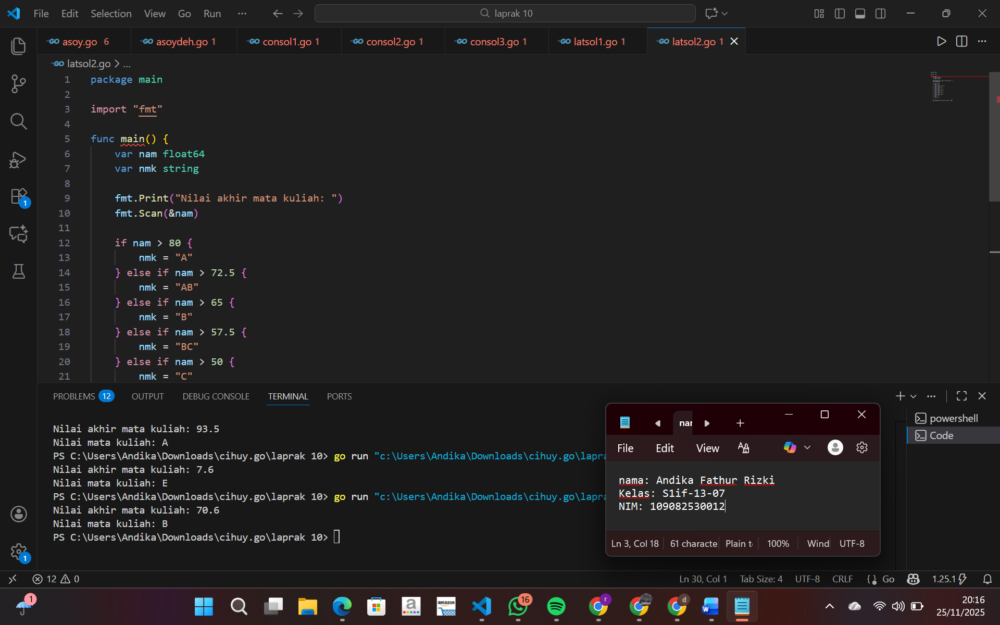 File Edit Selection View Go Run ··· laprak 10
asoy.go 6 asoydeh.go 1 consol1.go 1 consol2.go 1 consol3.go 1 latsol1.go 1 latsol2.go 1
latsol2.go > ...
1 package main
2
3 import "fmt"
4
5 func main() {
6 var nam float64
7 var nmk string
8
9 fmt.Print("Nilai akhir mata kuliah: ")
10 fmt.Scan(&nam)
11
12 if nam > 80 {
13 nmk = "A"
14 } else if nam > 72.5 {
15 nmk = "AB"
16 } else if nam > 65 {
17 nmk = "B"
18 } else if nam > 57.5 {
19 nmk = "BC"
20 } else if nam > 50 {
21 nmk = "C"
1
1
PROBLEMS 12 OUTPUT DEBUG CONSOLE TERMINAL PORTS
powershell
Code
Nilai akhir mata kuliah: 93.5
Nilai mata kuliah: A
PS C:\Users\Andika\Downloads\cihuy.go\laprak 10> go run "c:\Users\Andika\Downloads\cihuy.go\lapra
Nilai akhir mata kuliah: 7.6
Nilai mata kuliah: E
PS C:\Users\Andika\Downloads\cihuy.go\laprak 10> go run "c:\Users\Andika\Downloads\cihuy.go\lapra
Nilai akhir mata kuliah: 70.6
Nilai mata kuliah: B
PS C:\Users\Andika\Downloads\cihuy.go\laprak 10>
nar
File Edit View
nama: Andika Fathur Rizki
Kelas: S1if-13-07
NIM: 109082530012
Ln 3, Col 18 61 characte Plain t 100% Wind UTF-8
12 0 Ln 30, Col 1 Tab Size: 4 UTF-8 CRLF {} Go 1.25.1
1 a amazon 16 r d W 20:16
25/11/2025